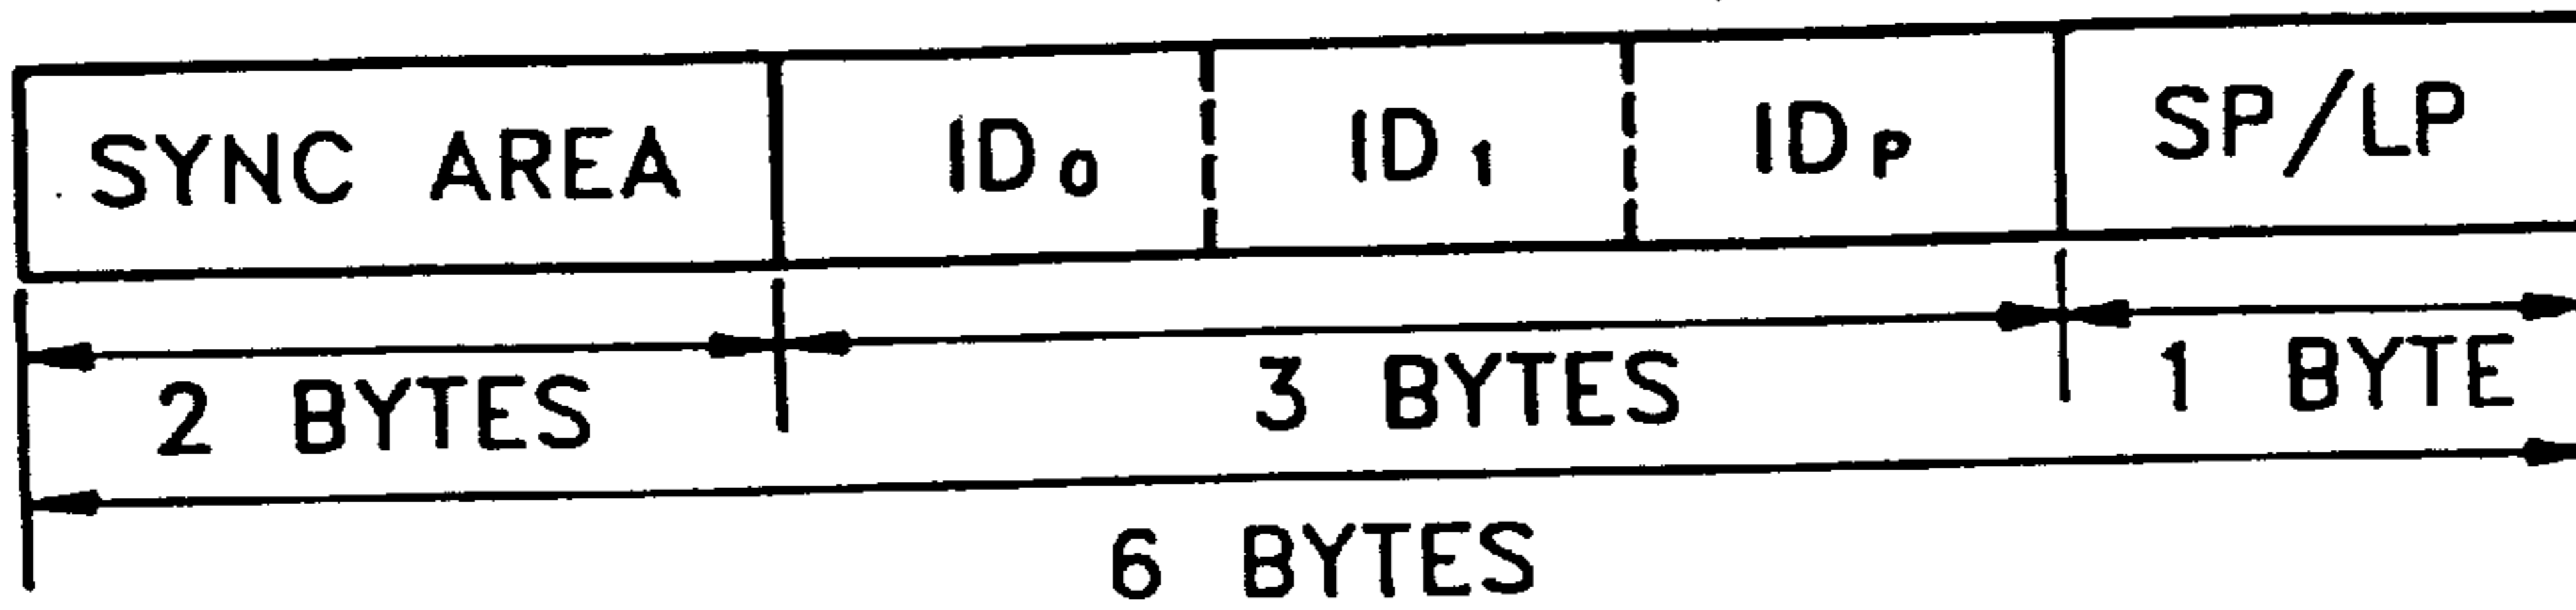 SYNC AREA ID0 ID1 IDP SP/LP
2 BYTES 3 BYTES 1 BYTE
6 BYTES